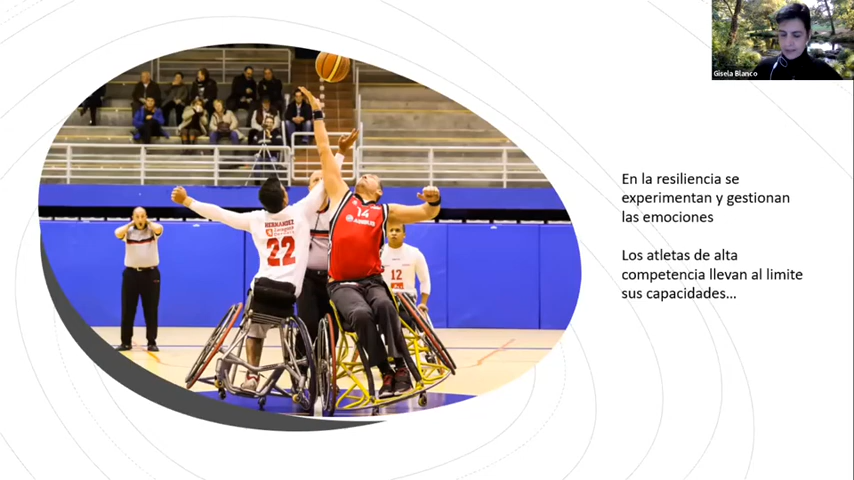 Gisela Blanco
En la resiliencia se
experimentan y gestionan
las emociones
Los atletas de alta
competencia llevan al limite
sus capacidades...
HERNANDEZ
22
14
12